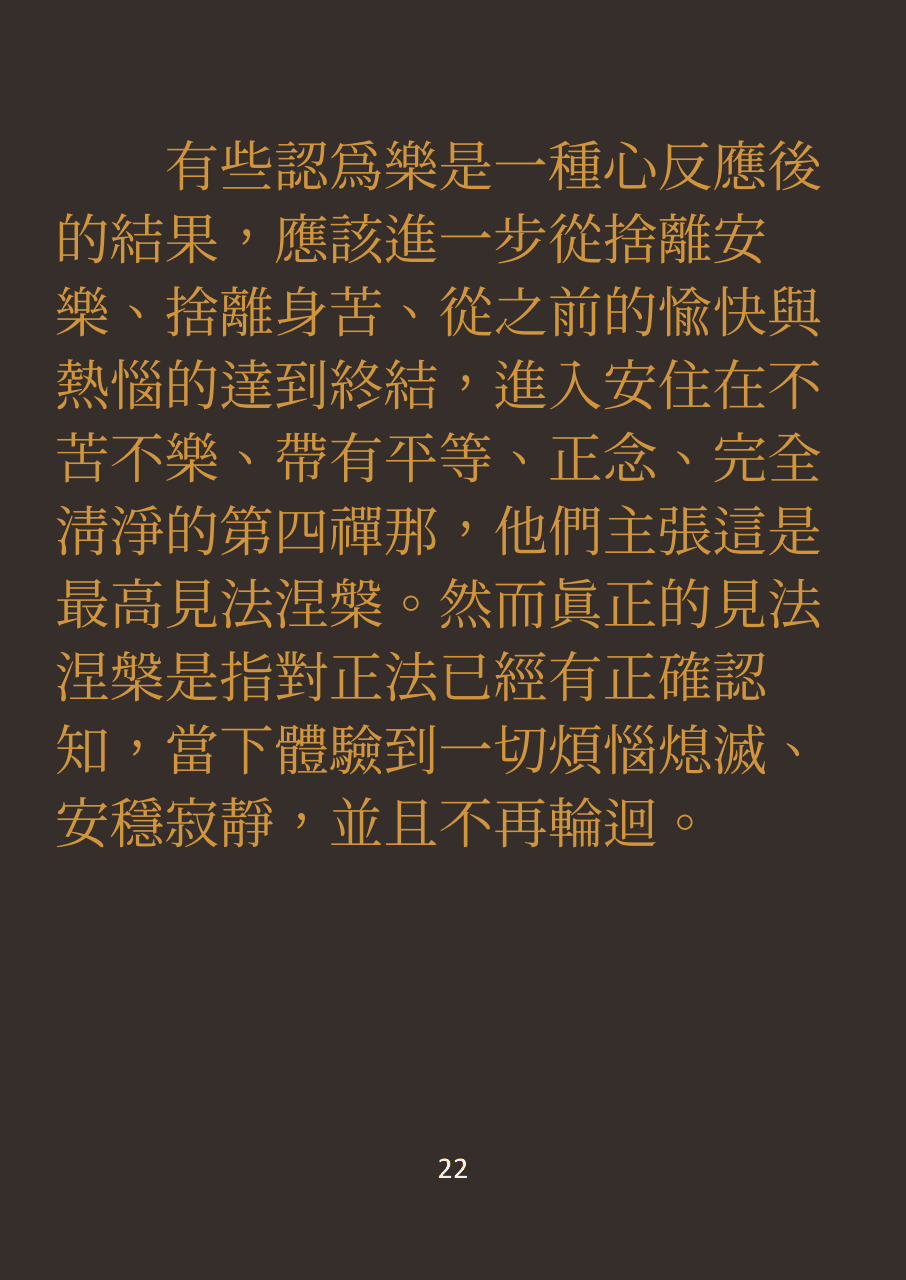 有些認爲樂是一種心反應後
的結果，應該進一步從捨離安
樂、捨離身苦、從之前的愉快與
熱惱的達到終結，進入安住在不
苦不樂、帶有平等、正念、完全
淸淨的第四禪那，他們主張這是
最高見法涅槃。然而眞正的見法
涅槃是指對正法已經有正確認
知，當下體驗到一切煩惱熄滅、
安穩寂靜，並且不再輪迴。
22